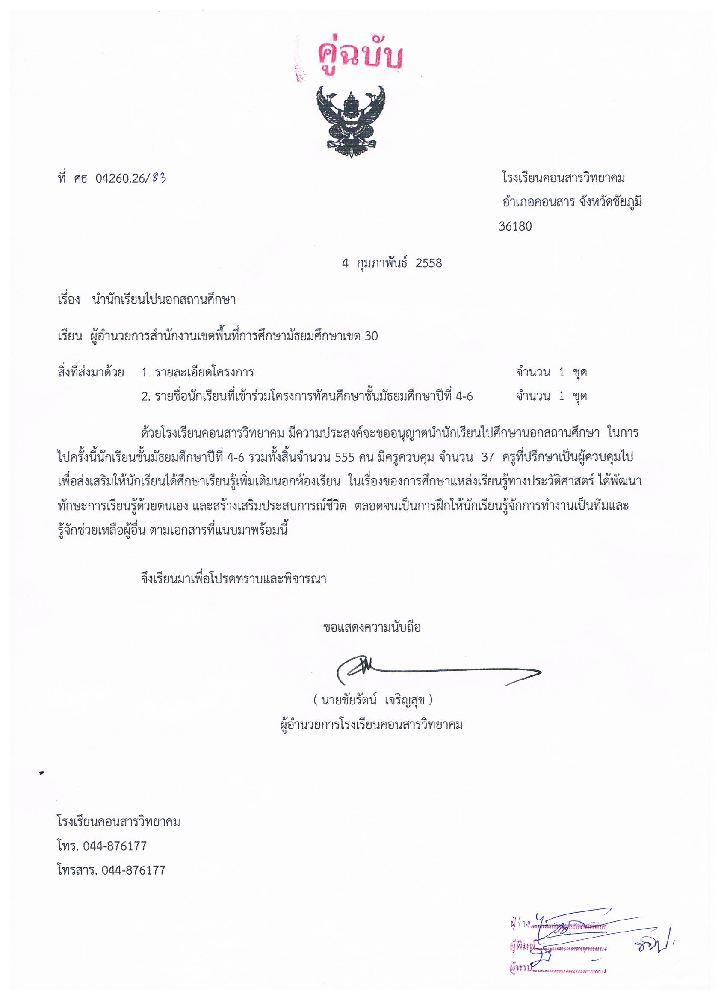 คู่ฉบับ
ที่ ศธ 04260.26/83
โรงเรียนคอนสารวิทยาคม
อำเภอคอนสาร จังหวัดชัยภูมิ
36180
4 กุมภาพันธ์ 2558
เรื่อง นำนักเรียนไปนอกสถานศึกษา
เรียน ผู้อำนวยการสำนักงานเขตพื้นที่การศึกษามัธยมศึกษาเขต 30
สิ่งที่ส่งมาด้วย 1. รายละเอียดโครงการ จำนวน 1 ชุด
2. รายชื่อนักเรียนที่เข้าร่วมโครงการทัศนศึกษาชั้นมัธยมศึกษาปีที่ 4-6 จำนวน 1 ชุด
ด้วยโรงเรียนคอนสารวิทยาคม มีความประสงค์จะขออนุญาตนำนักเรียนไปศึกษานอกสถานศึกษา ในการ
ไปครั้งนี้นักเรียนชั้นมัธยมศึกษาปีที่ 4-6 รวมทั้งสิ้นจำนวน 555 คน มีครูควบคุม จำนวน 37 ครูที่ปรึกษาเป็นผู้ควบคุมไป
เพื่อส่งเสริมให้นักเรียนได้ศึกษาเรียนรู้เพิ่มเติมนอกห้องเรียน ในเรื่องของการศึกษาแหล่งเรียนรู้ทางประวัติศาสตร์ ได้พัฒนา
ทักษะการเรียนรู้ด้วยตนเอง และสร้างเสริมประสบการณ์ชีวิต ตลอดจนเป็นการฝึกให้นักเรียนรู้จักการทำงานเป็นทีมและ
รู้จักช่วยเหลือผู้อื่น ตามเอกสารที่แนบมาพร้อมนี้
จึงเรียนมาเพื่อโปรดทราบและพิจารณา
ขอแสดงความนับถือ
( นายชัยรัตน์ เจริญสุข )
ผู้อำนวยการโรงเรียนคอนสารวิทยาคม
โรงเรียนคอนสารวิทยาคม
โทร. 044-876177
โทรสาร. 044-876177
ผู้ร่าง
ผู้พิมพ์
ผู้ทาน